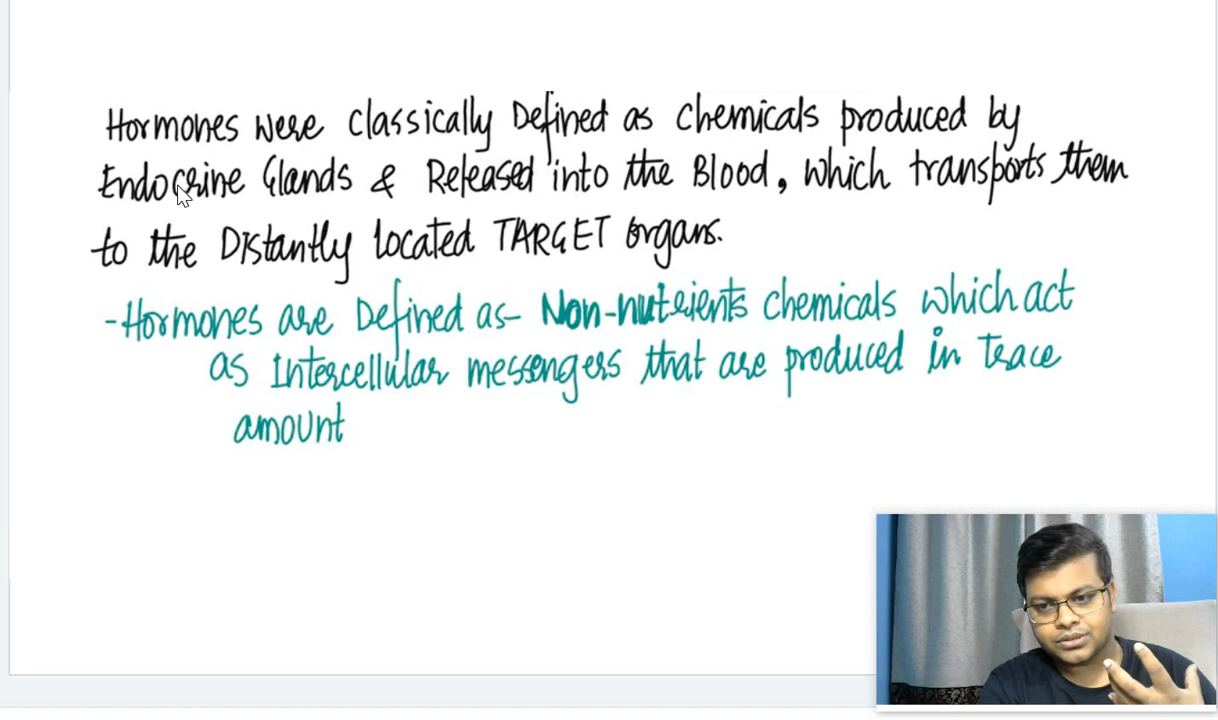 Hormones were classically Defined as chemicals produced by
Endocrine Glands & Released into the Blood, which transports them
to the Distantly located TARGET organs.
-Hormones are Defined as- Non-nutrients chemicals which act
as Intercellular messengers that are produced in trace
amount